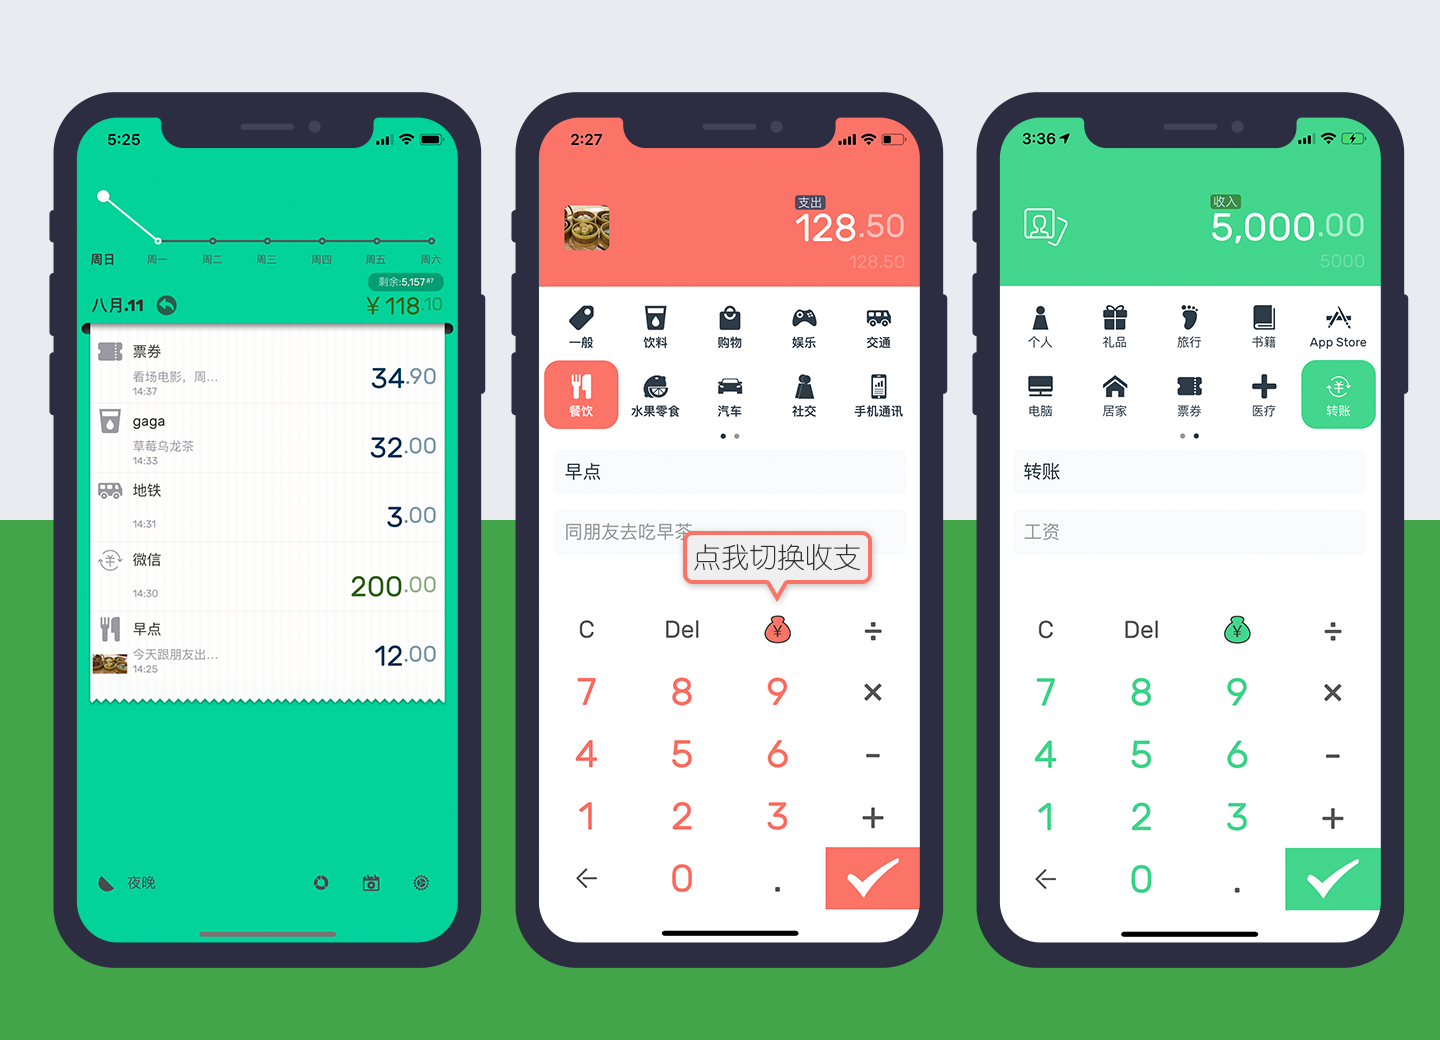 5:25
周日
周一
周二
周三
周四
周五
周六
剩余:5,157.87
八月.11
¥ 118.10
票券
看场电影，周...
14:37
34.90
gaga
草莓乌龙茶
14:33
32.00
地铁
14:31
3.00
微信
14:30
200.00
早点
今天跟朋友出...
14:25
12.00
夜晚
2:27
支出
128.50
128.50
一般
饮料
购物
娱乐
交通
餐饮
水果零食
汽车
社交
手机通讯
早点
同朋友去吃早茶
点我切换收支
C
Del
¥
÷
7
8
9
×
4
5
6
-
1
2
3
+
←
0
.
3:36
收入
5,000.00
5000
个人
礼品
旅行
书籍
App Store
电脑
居家
票券
医疗
转账
转账
工资
C
Del
¥
÷
7
8
9
×
4
5
6
-
1
2
3
+
←
0
.